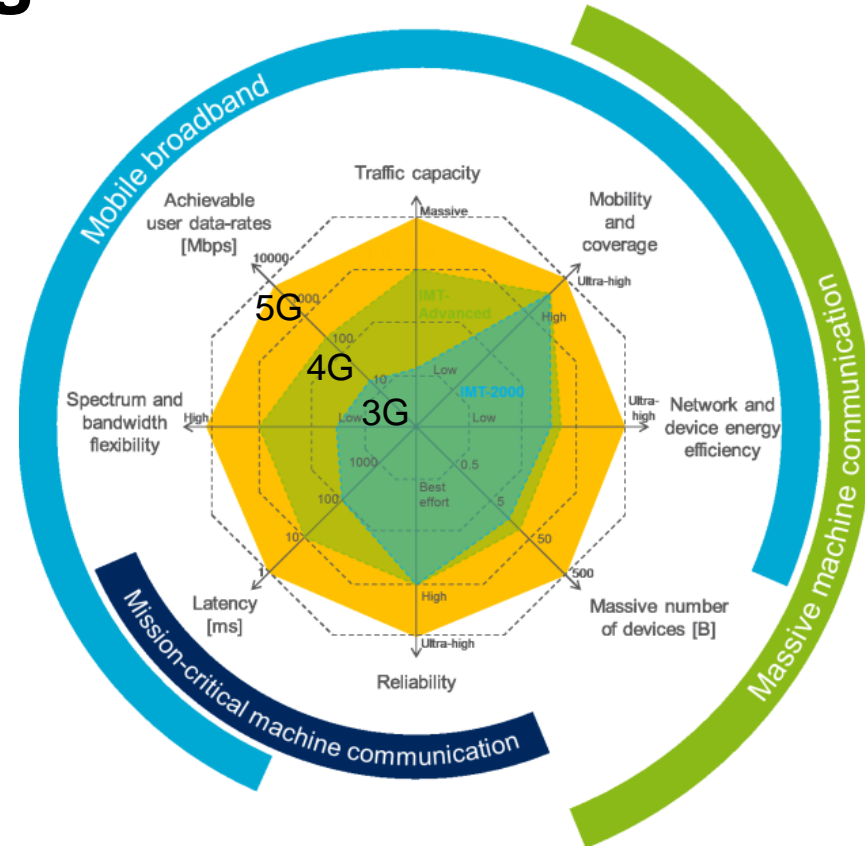 Mobile broadband
Massive machine communication
Mission-critical machine communication
Traffic capacity
Massive
Low
Achievable
user data-rates
[Mbps]
10000
000
100
10
Mobility
and
coverage
Ultra-high
High
Spectrum and
bandwidth
flexibility
High
Low
Network and
device energy
efficiency
Ultra-
high
Low
Latency
[ms]
1
10
100
1000
Massive number
of devices [B]
0.5
5
50
500
Reliability
Best
effort
High
Ultra-high
IMT-
Advanced
IMT-2000
5G
4G
3G